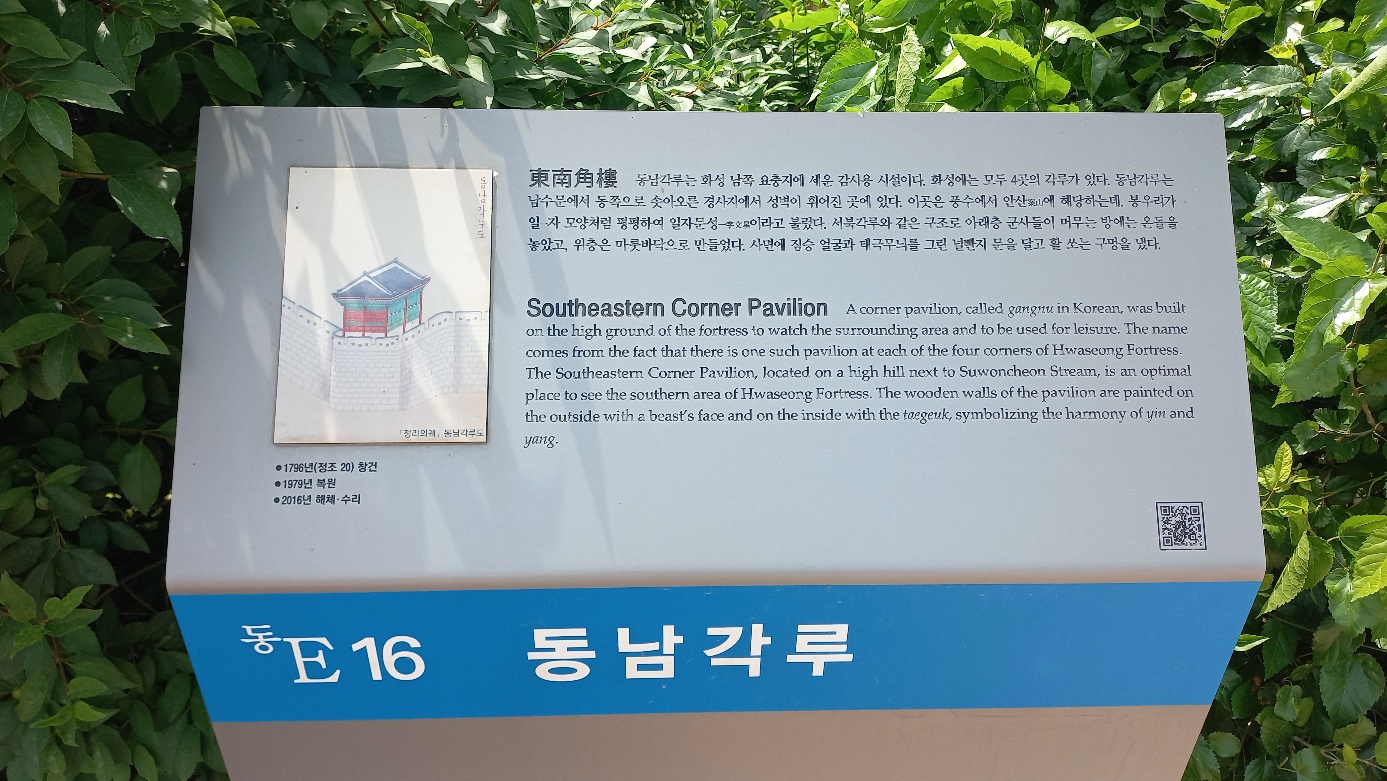 동남각루도
「정리의궤」 동남각루도
●1796년(정조 20) 창건
●1979년 복원
●2016년 해체·수리
東南角樓 동남각루는 화성 남쪽 요충지에 세운 감시용 시설이다. 화성에는 모두 4곳의 각루가 있다. 동남각루는
남수문에서 동쪽으로 솟아오른 경사지에서 성벽이 휘어진 곳에 있다. 이곳은 풍수에서 안산案山에 해당하는데, 봉우리가
일 자 모양처럼 평평하여 일자문성一字文星이라고 불렀다. 서북각루와 같은 구조로 아래층 군사들이 머무는 방에는 온돌을
놓았고, 위층은 마룻바닥으로 만들었다. 사면에 짐승 얼굴과 태극무늬를 그린 널빤지 문을 달고 활 쏘는 구멍을 냈다.
Southeastern Corner Pavilion A corner pavilion, called gangnu in Korean, was built
on the high ground of the fortress to watch the surrounding area and to be used for leisure. The name
comes from the fact that there is one such pavilion at each of the four corners of Hwaseong Fortress.
The Southeastern Corner Pavilion, located on a high hill next to Suwoncheon Stream, is an optimal
place to see the southern area of Hwaseong Fortress. The wooden walls of the pavilion are painted on
the outside with a beast's face and on the inside with the taegeuk, symbolizing the harmony of yin and
yang.
동E 16 동남각루